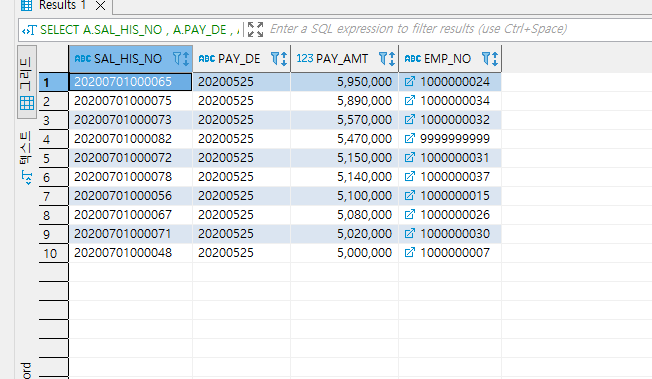 Results 1
SELECT A.SAL_HIS_NO , A.PAY_DE ,
Enter a SQL expression to filter results (use Ctrl+Space)
그리드
텍스트
ord
ABC SAL_HIS_NO ABC PAY_DE 123 PAY_AMT ABC EMP_NO
1 20200701000065 20200525 5,950,000 1000000024
2 20200701000075 20200525 5,890,000 1000000034
3 20200701000073 20200525 5,570,000 1000000032
4 20200701000082 20200525 5,470,000 9999999999
5 20200701000072 20200525 5,150,000 1000000031
6 20200701000078 20200525 5,140,000 1000000037
7 20200701000056 20200525 5,100,000 1000000015
8 20200701000067 20200525 5,080,000 1000000026
9 20200701000071 20200525 5,020,000 1000000030
10 20200701000048 20200525 5,000,000 1000000007